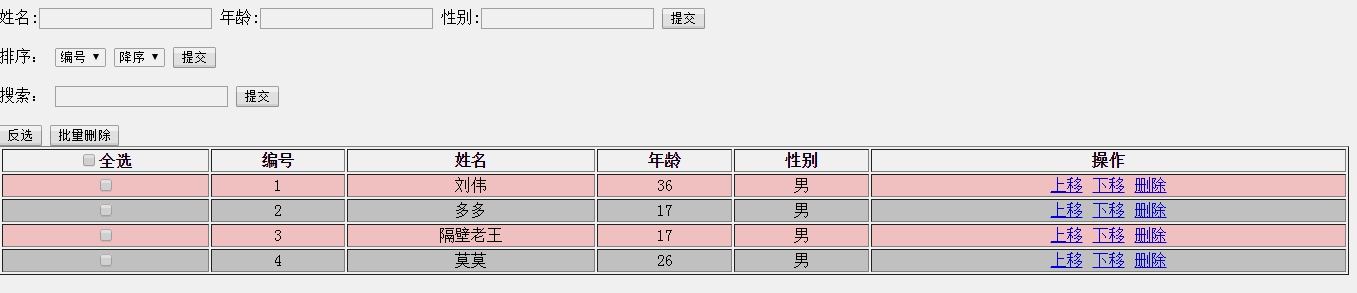 姓名: 年龄: 性别: 提交
排序： 编号 降序 提交
搜索： 提交
反选 批量删除
全选 编号 姓名 年龄 性别 操作
1 刘伟 36 男 上移 下移 删除
2 多多 17 男 上移 下移 删除
3 隔壁老王 17 男 上移 下移 删除
4 莫莫 26 男 上移 下移 删除